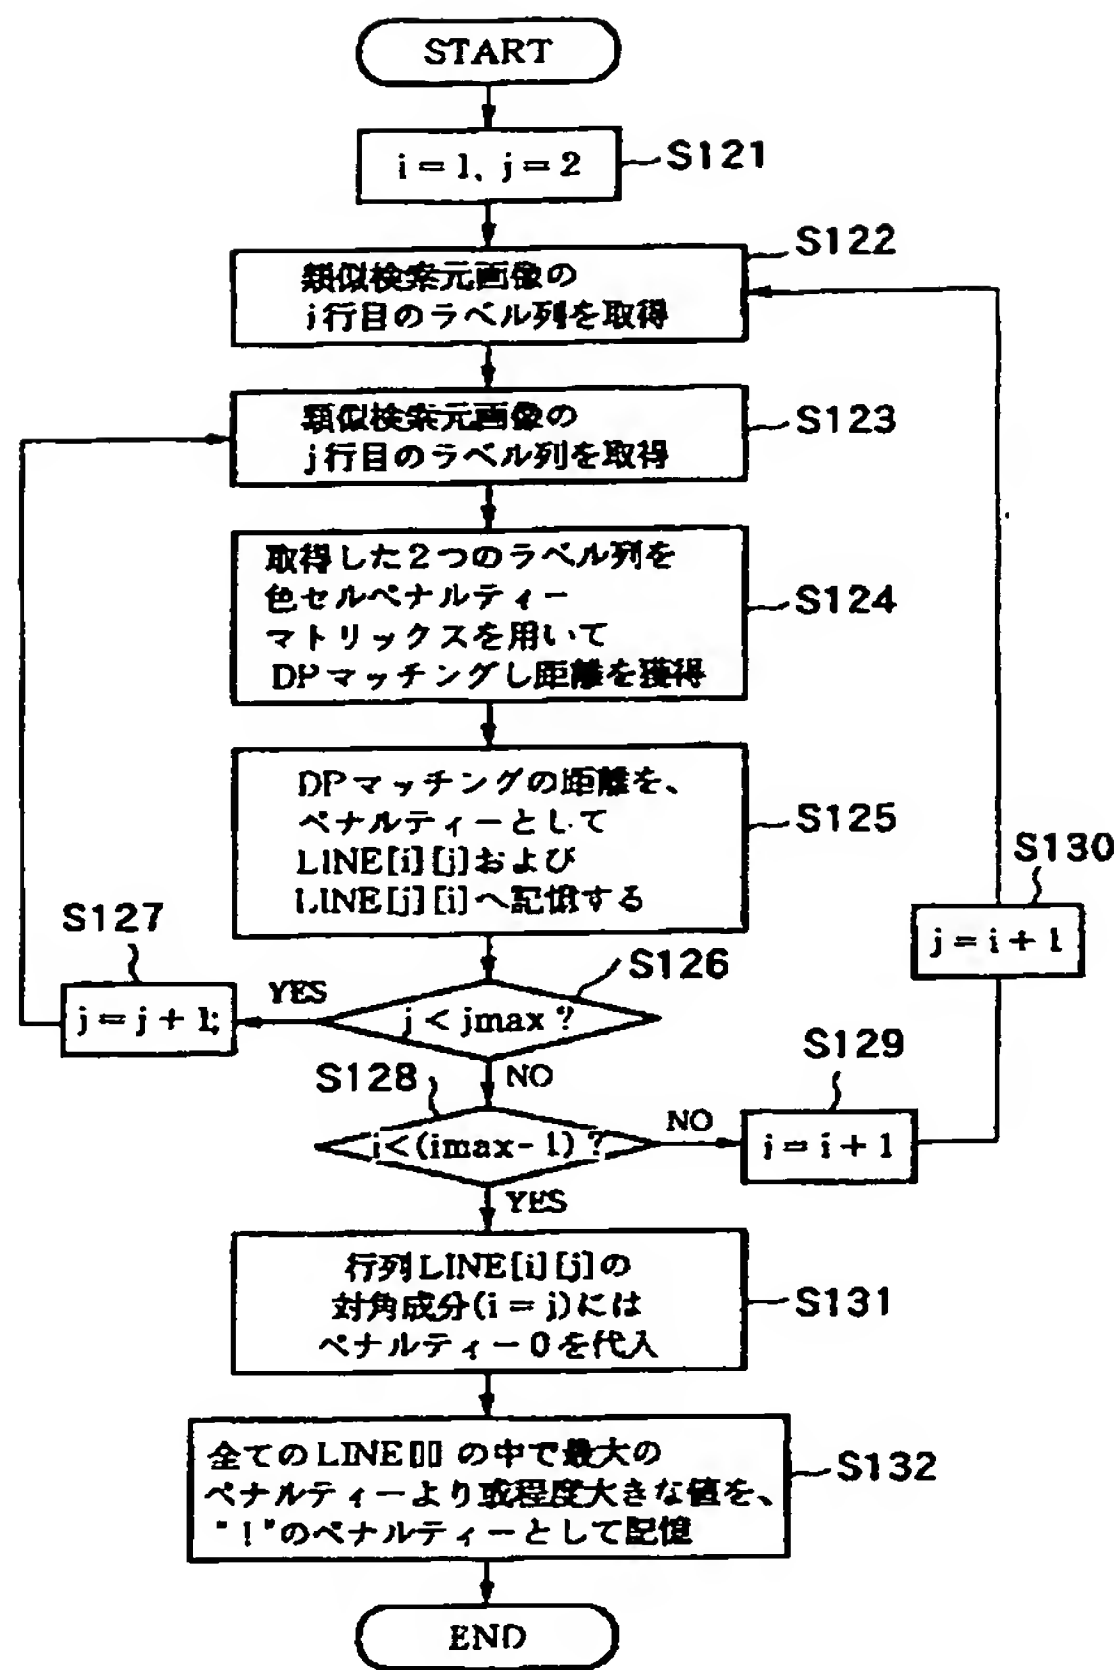 START
i = 1, j = 2
S121
S122
類似検索元画像の
j行目のラベル列を取得
類似検索元画像の
j行目のラベル列を取得
S123
取得した2つのラベル列を
色セルペナルティー
マトリックスを用いて
DPマッチングし距離を獲得
S124
DPマッチングの距離を、
ペナルティーとして
LINE[i][j]および
LINE[j][i]へ記憶する
S125
S130
j = i + 1
S127
j = j + 1;
YES
S126
j < jmax ?
NO
S128
i<(imax-1) ?
NO
S129
i = i + 1
YES
行列LINE[i][j]の
対角成分(i = j)には
ペナルティー0を代入
S131
全てのLINE[][]の中で最大の
ペナルティーより或程度大きな値を、
"!"のペナルティーとして記憶
S132
END